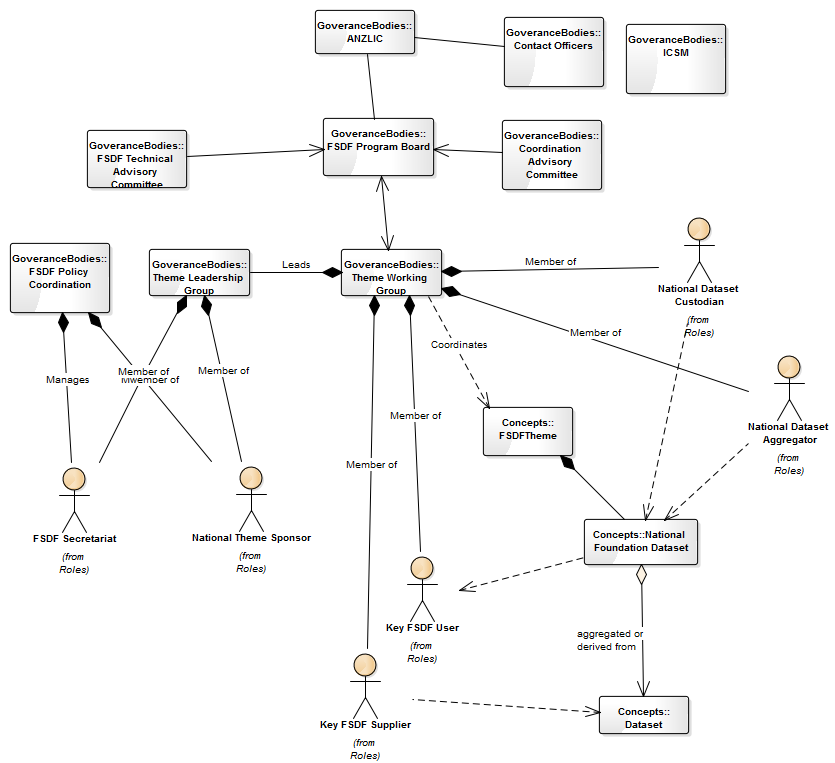 GoveranceBodies::
ANZLIC
GoveranceBodies::
Contact Officers
GoveranceBodies::
ICSM
GoveranceBodies::
FSDF Technical
Advisory
Committee
GoveranceBodies::
FSDF Program Board
GoveranceBodies::
Coordination
Advisory
Committee
GoveranceBodies::
FSDF Policy
Coordination
GoveranceBodies::
Theme Leadership
Group
Leads
GoveranceBodies::
Theme Working
Group
Member of
National Dataset
Custodian
(from
Roles)
Member of
Coordinates
Manages
Member of
Member of
Member of
National Dataset
Aggregator
(from
Roles)
Concepts::
FSDFTheme
Member of
Member of
FSDF Secretariat
(from
Roles)
National Theme Sponsor
(from
Roles)
Concepts::National
Foundation Dataset
Key FSDF User
(from
Roles)
aggregated or
derived from
Key FSDF Supplier
(from
Roles)
Concepts::
Dataset